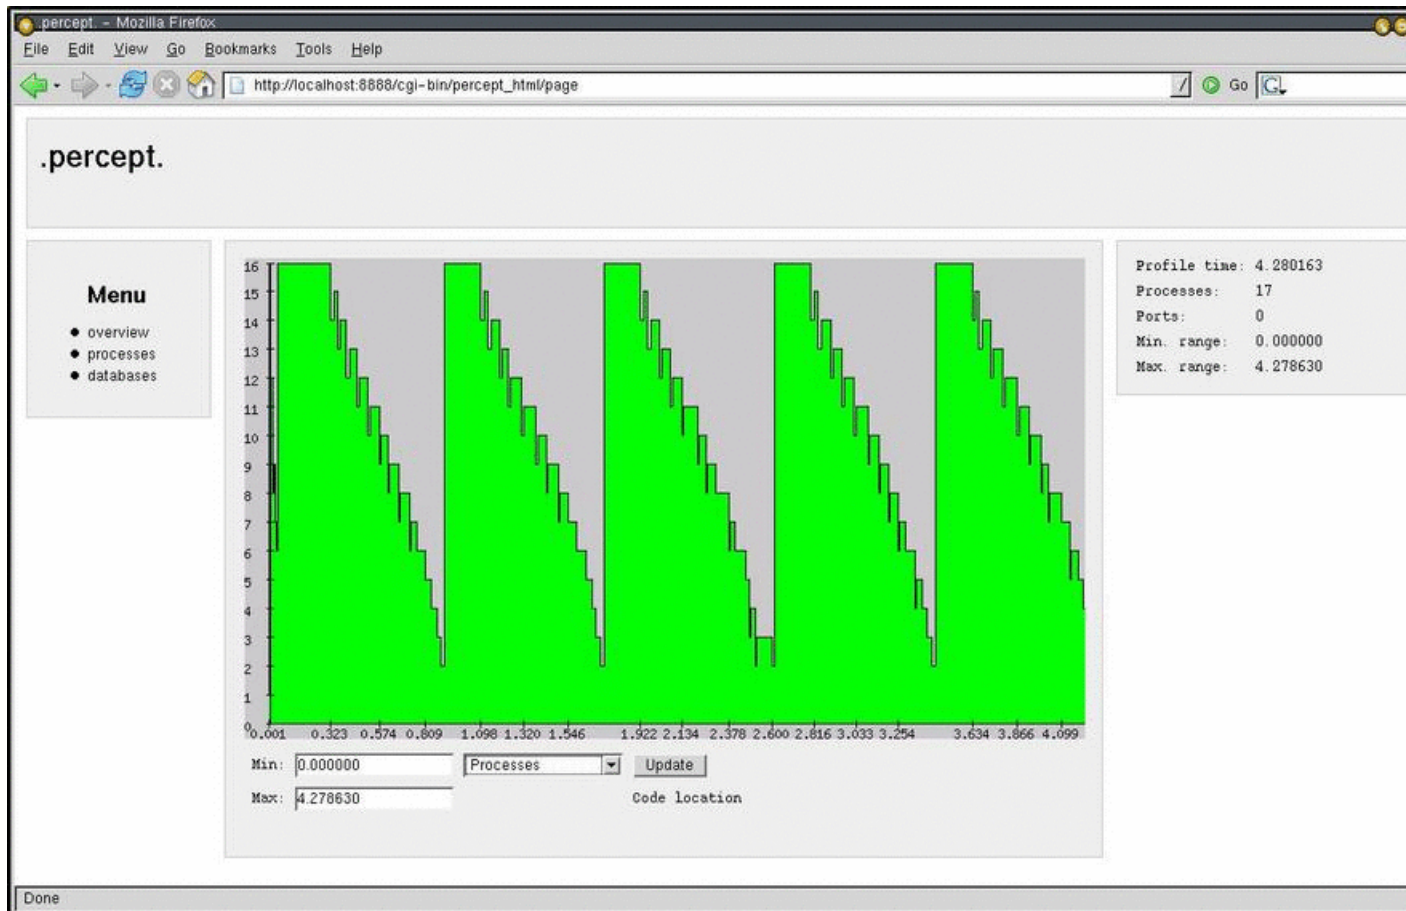 .percept. - Mozilla Firefox
File Edit View Go Bookmarks Tools Help
http://localhost:8888/cgi-bin/percept_html/page
Go
G
.percept.
Menu
overview
processes
databases
16
15
14
13
12
11
10
9
8
7
6
5
4
3
2
1
0
0.001 0.323 0.574 0.809 1.098 1.320 1.546 1.922 2.134 2.378 2.600 2.816 3.033 3.254 3.634 3.866 4.099
Min: 0.000000 Processes Update
Max: 4.278630 Code location
Profile time: 4.280163
Processes: 17
Ports: 0
Min. range: 0.000000
Max. range: 4.278630
Done